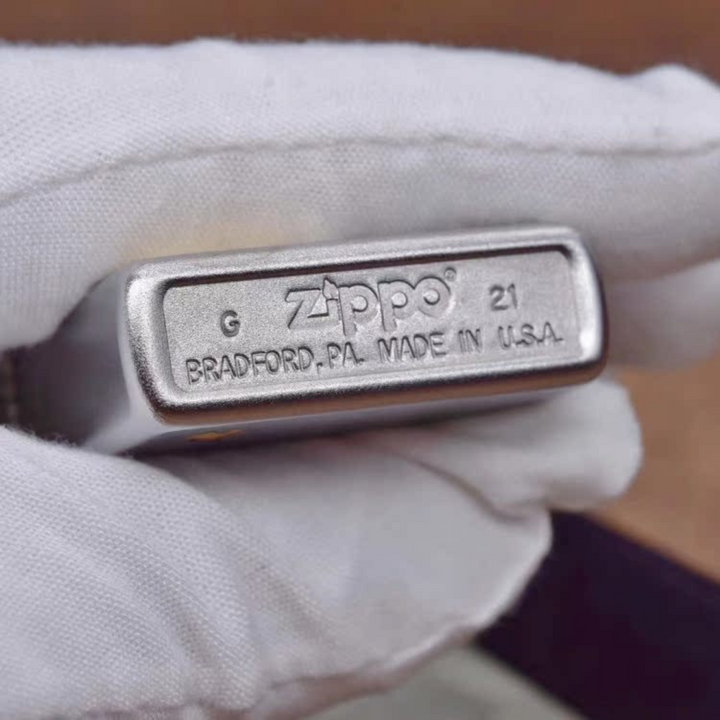 G Zippo® 21
BRADFORD, PA. MADE IN U.S.A.